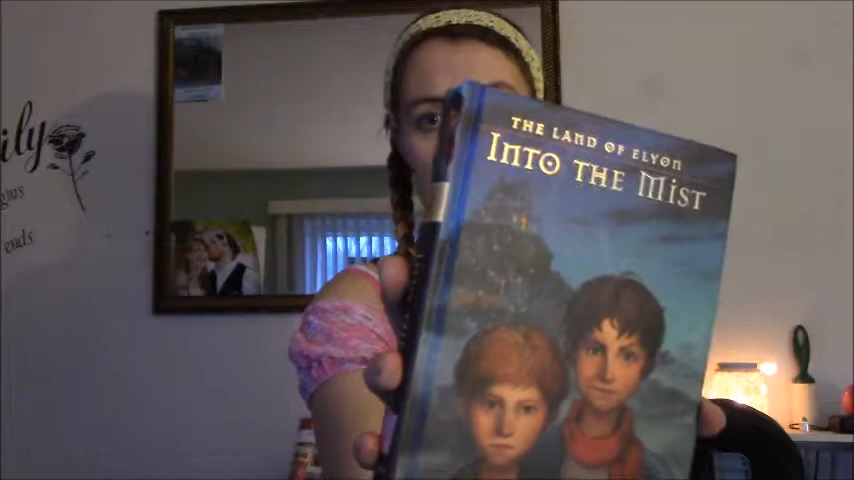 THE LAND OF ELYON
INTO THE MIST